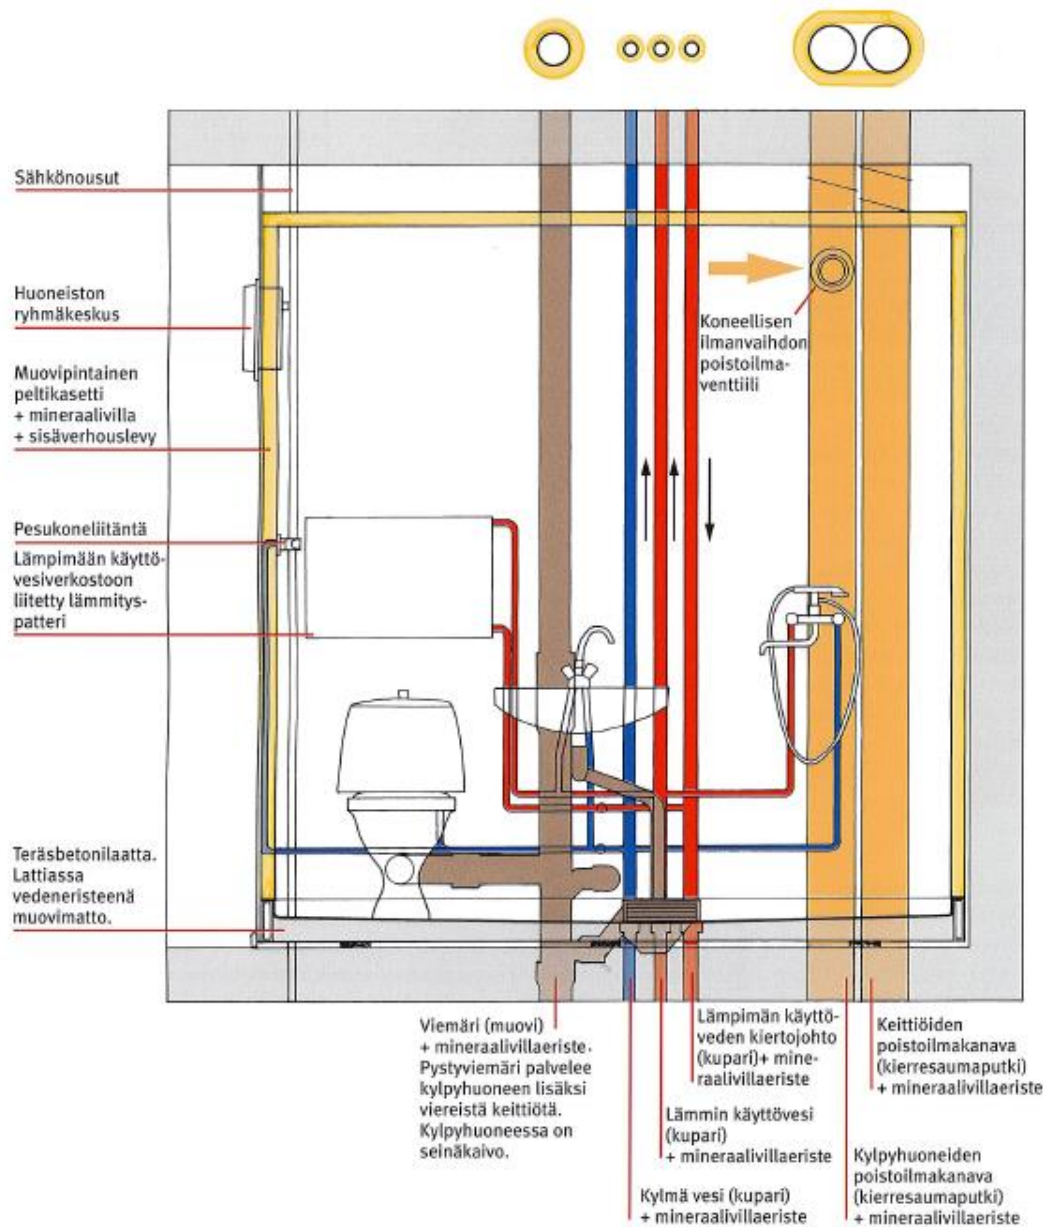 Sähkönousut
Huoneiston
ryhmäkeskus
Muovipintainen
peltikasetti
+ mineraalivilla
+ sisäverhouslevy
Pesukoneliitäntä
Lämpimään käyttö-
vesiverkostoon
liitetty lämmitys-
patteri
Teräsbetonilaatta.
Lattiassa
vedeneristeenä
muovimatto.
Koneellisen
ilmanvaihdon
poistoilma-
venttiili
Viemäri (muovi)
+ mineraalivillaeriste.
Pystyviemäri palvelee
kylpyhuoneen lisäksi
viereistä keittiötä.
Kylpyhuoneessa on
seinäkaivo.
Kylmä vesi (kupari)
+ mineraalivillaeriste
Lämmin käyttövesi
(kupari)
+ mineraalivillaeriste
Lämpimän käyttö-
veden kiertojohto
(kupari)+ mine-
raalivillaeriste
Kylpyhuoneiden
poistoilmakanava
(kierresaumaputki)
+ mineraalivillaeriste
Keittiöiden
poistoilmakanava
(kierresaumaputki)
+ mineraalivillaeriste